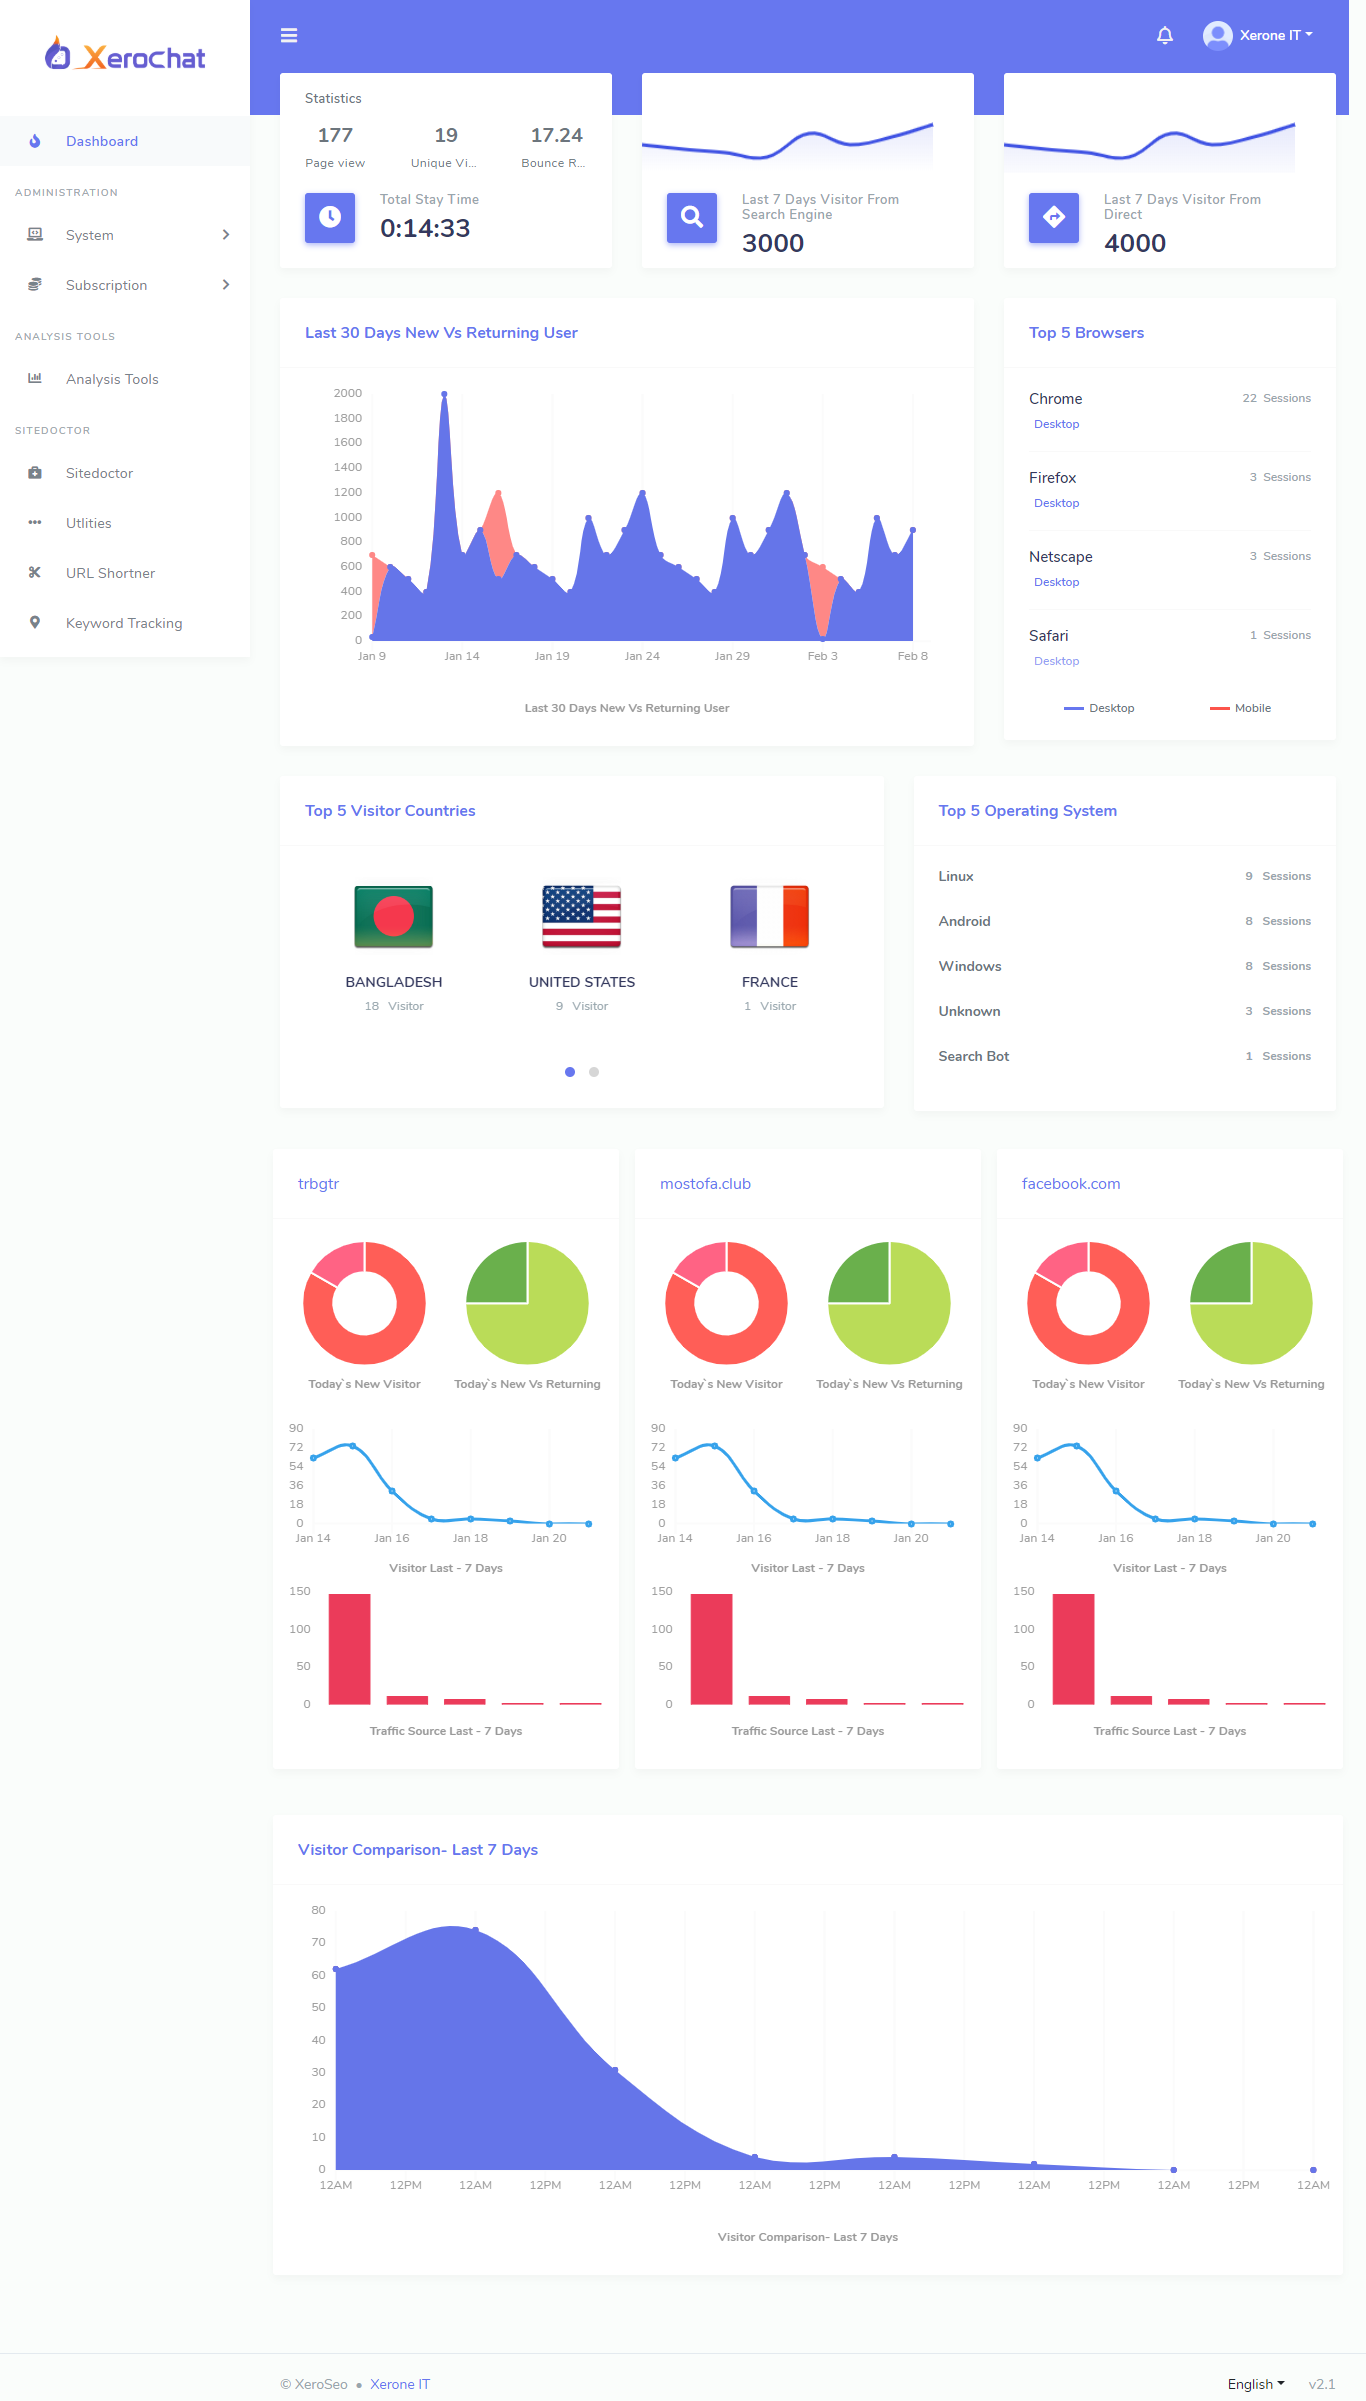 XeroChat
Xerone IT
Dashboard
ADMINISTRATION
System
Subscription
ANALYSIS TOOLS
Analysis Tools
SITEDOCTOR
Sitedoctor
Utlities
URL Shortner
Keyword Tracking
Statistics
177
19
17.24
Page view
Unique Vi...
Bounce R...
Total Stay Time
0:14:33
Last 7 Days Visitor From
Search Engine
3000
Last 7 Days Visitor From
Direct
4000
Last 30 Days New Vs Returning User
2000
1800
1600
1400
1200
1000
800
600
400
200
0
Jan 9
Jan 14
Jan 19
Jan 24
Jan 29
Feb 3
Feb 8
Last 30 Days New Vs Returning User
Top 5 Browsers
Chrome
22 Sessions
Desktop
Firefox
3 Sessions
Desktop
Netscape
3 Sessions
Desktop
Safari
1 Sessions
Desktop
Desktop
Mobile
Top 5 Visitor Countries
BANGLADESH
18 Visitor
UNITED STATES
9 Visitor
FRANCE
1 Visitor
Top 5 Operating System
Linux
9 Sessions
Android
8 Sessions
Windows
8 Sessions
Unknown
3 Sessions
Search Bot
1 Sessions
trbgtr
Today`s New Visitor
Today`s New Vs Returning
90
72
54
36
18
0
Jan 14
Jan 16
Jan 18
Jan 20
Visitor Last - 7 Days
150
100
50
0
Traffic Source Last - 7 Days
mostofa.club
Today`s New Visitor
Today`s New Vs Returning
90
72
54
36
18
0
Jan 14
Jan 16
Jan 18
Jan 20
Visitor Last - 7 Days
150
100
50
0
Traffic Source Last - 7 Days
facebook.com
Today`s New Visitor
Today`s New Vs Returning
90
72
54
36
18
0
Jan 14
Jan 16
Jan 18
Jan 20
Visitor Last - 7 Days
150
100
50
0
Traffic Source Last - 7 Days
Visitor Comparison- Last 7 Days
80
70
60
50
40
30
20
10
0
12AM
12PM
12AM
12PM
12AM
12PM
12AM
12PM
12AM
12PM
12AM
12PM
12AM
12PM
12AM
Visitor Comparison- Last 7 Days
© XeroSeo • Xerone IT
English
v2.1